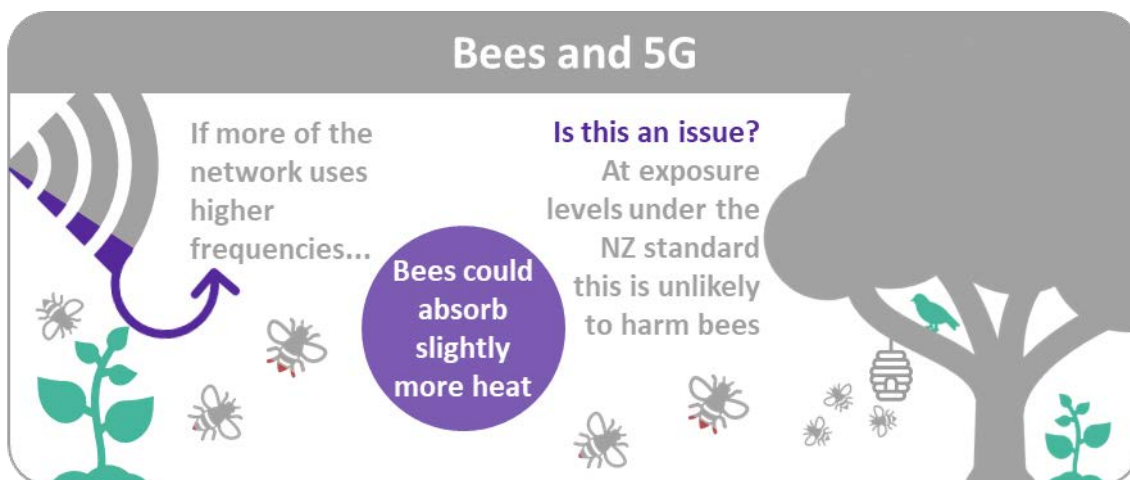 Bees and 5G
If more of the
network uses
higher
frequencies...
Bees could
absorb
slightly
more heat
Is this an issue?
At exposure
levels under the
NZ standard
this is unlikely
to harm bees